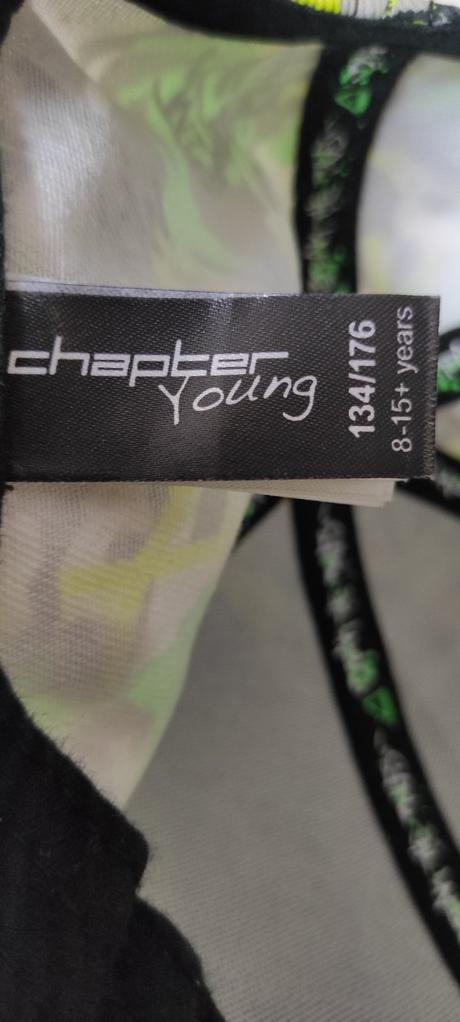 chapter
Young
134/176
8-15+ years